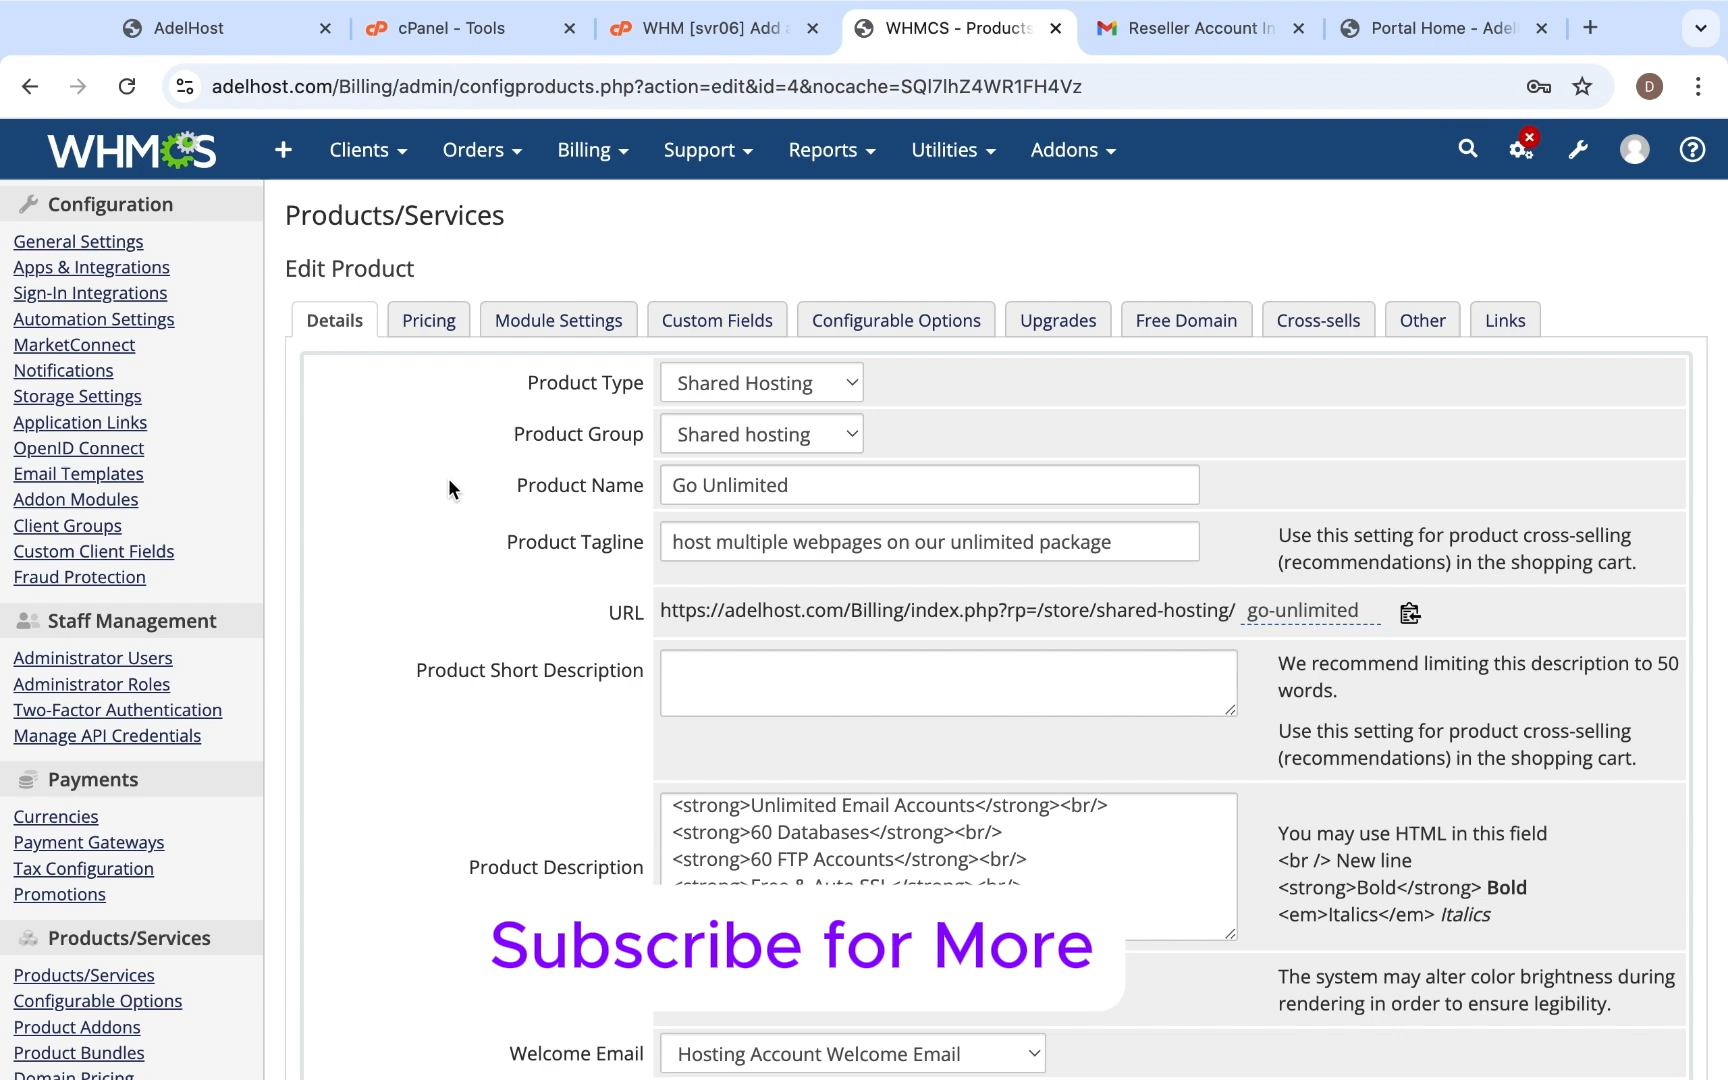 AdelHost
cPanel - Tools
WHM [svr06] Add a
WHMCS - Products
Reseller Account In
Portal Home - Adel
adelhost.com/Billing/admin/configproducts.php?action=edit&id=4&nocache=SQl7lhZ4WR1FH4Vz
D
WHMCS
Clients
Orders
Billing
Support
Reports
Utilities
Addons
Configuration
General Settings
Apps & Integrations
Sign-In Integrations
Automation Settings
MarketConnect
Notifications
Storage Settings
Application Links
OpenID Connect
Email Templates
Addon Modules
Client Groups
Custom Client Fields
Fraud Protection
Staff Management
Administrator Users
Administrator Roles
Two-Factor Authentication
Manage API Credentials
Payments
Currencies
Payment Gateways
Tax Configuration
Promotions
Products/Services
Products/Services
Configurable Options
Product Addons
Product Bundles
Domain Pricing
Products/Services
Edit Product
Details
Pricing
Module Settings
Custom Fields
Configurable Options
Upgrades
Free Domain
Cross-sells
Other
Links
Product Type
Shared Hosting
Product Group
Shared hosting
Product Name
Go Unlimited
Product Tagline
host multiple webpages on our unlimited package
Use this setting for product cross-selling
(recommendations) in the shopping cart.
URL
https://adelhost.com/Billing/index.php?rp=/store/shared-hosting/ go-unlimited
Product Short Description
We recommend limiting this description to 50
words.
Use this setting for product cross-selling
(recommendations) in the shopping cart.
Product Description
<strong>Unlimited Email Accounts</strong><br/>
<strong>60 Databases</strong><br/>
<strong>60 FTP Accounts</strong><br/>
<strong>Free & Auto SSL</strong><br/>
You may use HTML in this field
<br /> New line
<strong>Bold</strong> Bold
<em>Italics</em> Italics
Subscribe for More
The system may alter color brightness during
rendering in order to ensure legibility.
Welcome Email
Hosting Account Welcome Email